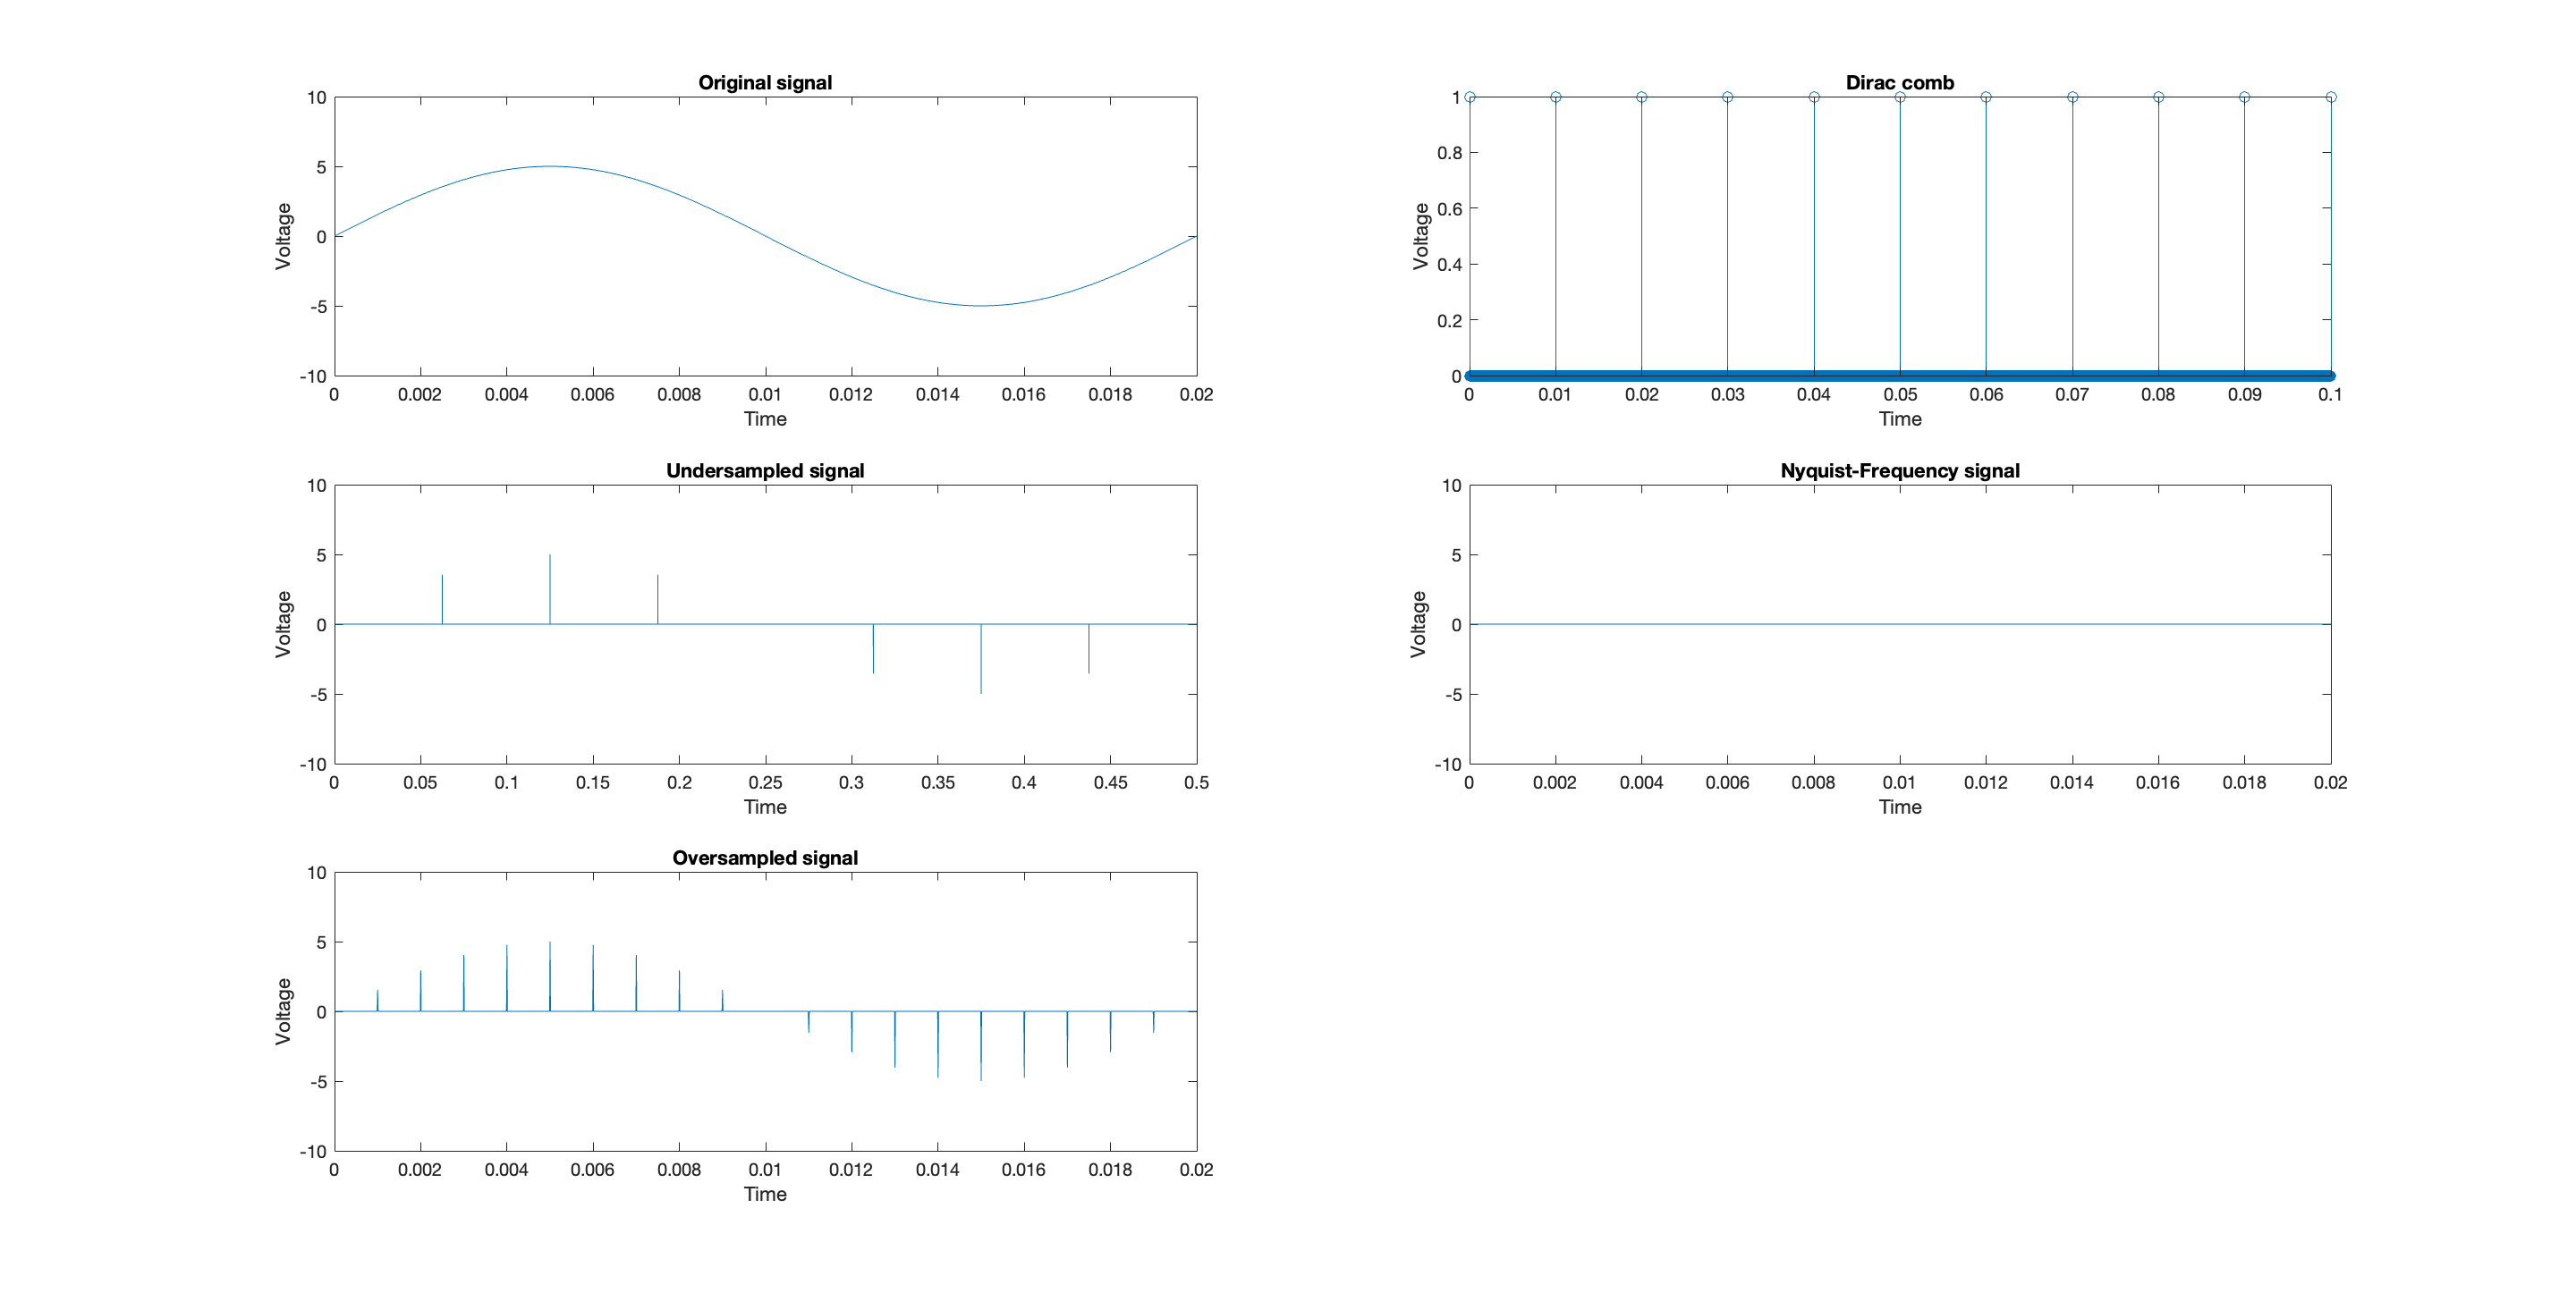 Original signal
10
5
0
-5
-10
Voltage
0 0.002 0.004 0.006 0.008 0.01 0.012 0.014 0.016 0.018 0.02
Time
Dirac comb
1
0.8
0.6
0.4
0.2
0
Voltage
0 0.01 0.02 0.03 0.04 0.05 0.06 0.07 0.08 0.09 0.1
Time
Undersampled signal
10
5
0
-5
-10
Voltage
0 0.05 0.1 0.15 0.2 0.25 0.3 0.35 0.4 0.45 0.5
Time
Nyquist-Frequency signal
10
5
0
-5
-10
Voltage
0 0.002 0.004 0.006 0.008 0.01 0.012 0.014 0.016 0.018 0.02
Time
Oversampled signal
10
5
0
-5
-10
Voltage
0 0.002 0.004 0.006 0.008 0.01 0.012 0.014 0.016 0.018 0.02
Time